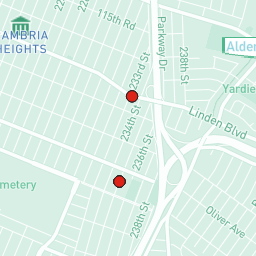 115th Rd
AMBRIA
HEIGHTS
233rd St
Parkway Dr
238th St
Alder
Yardie
Linden Blvd
234th St
236th St
emetery
238th St
Oliver Ave